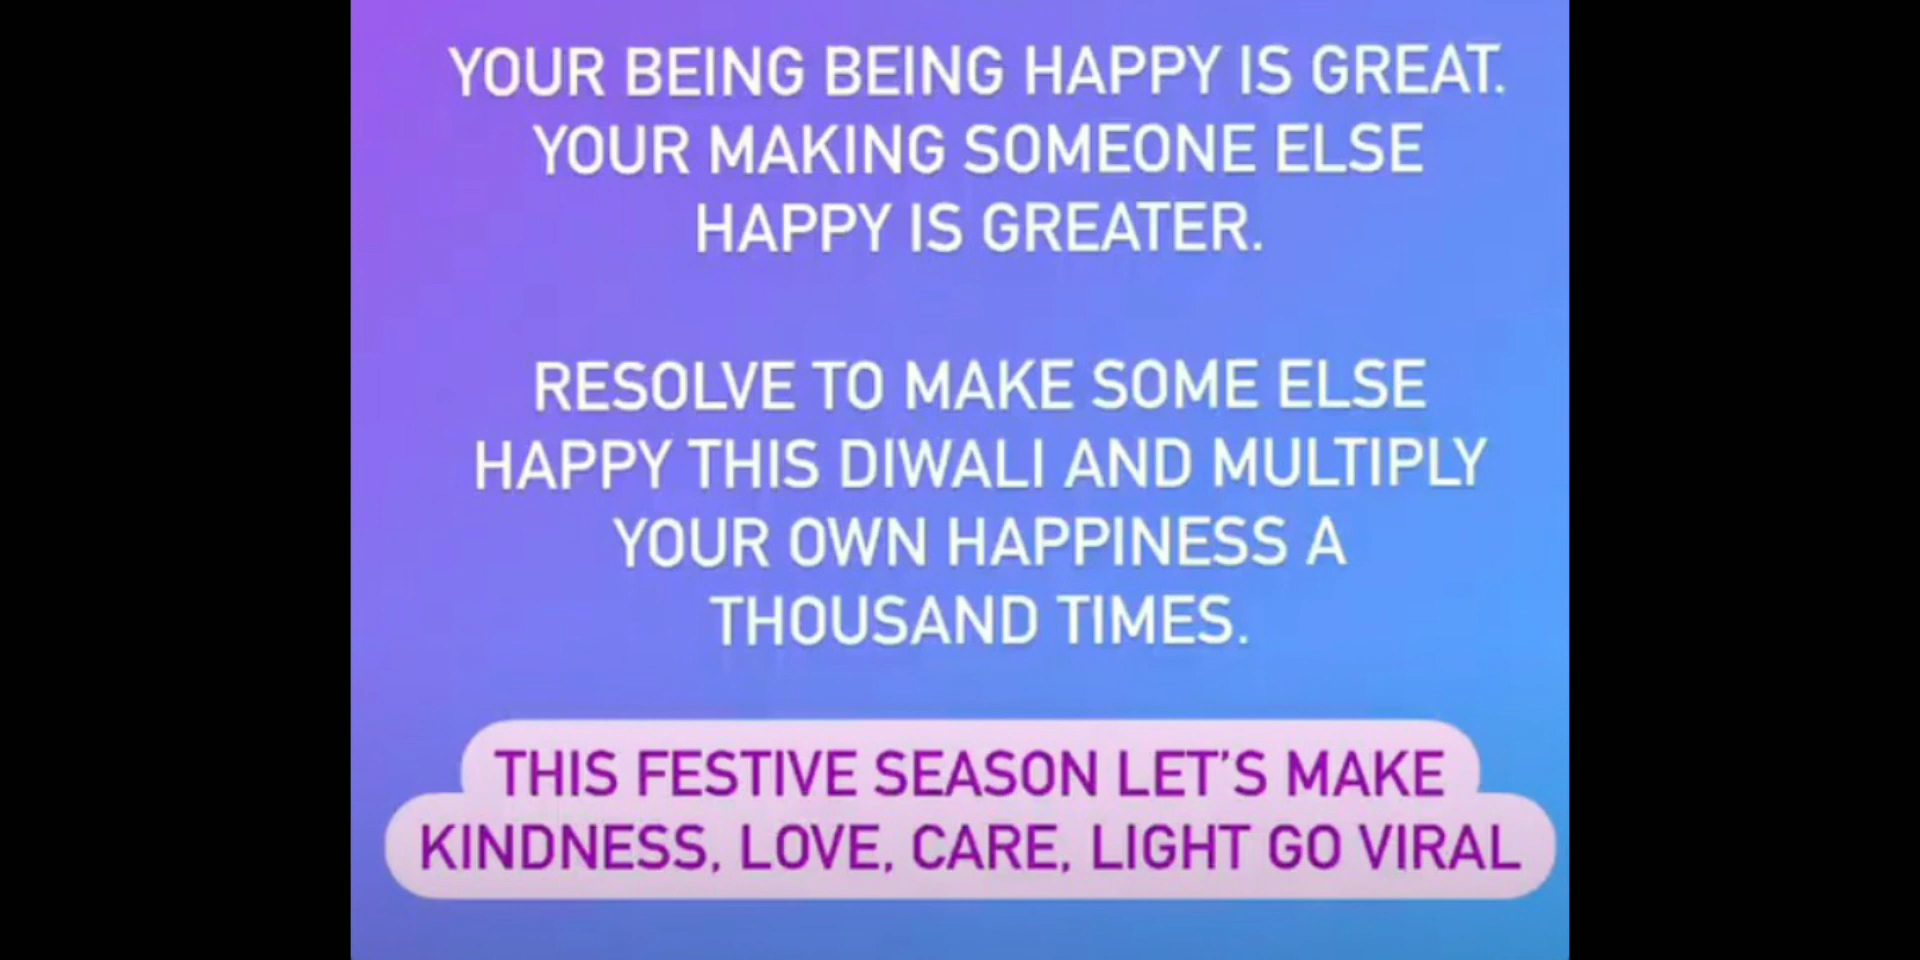 YOUR BEING BEING HAPPY IS GREAT.
YOUR MAKING SOMEONE ELSE
HAPPY IS GREATER.
RESOLVE TO MAKE SOME ELSE
HAPPY THIS DIWALI AND MULTIPLY
YOUR OWN HAPPINESS A
THOUSAND TIMES.
THIS FESTIVE SEASON LET'S MAKE
KINDNESS, LOVE, CARE, LIGHT GO VIRAL